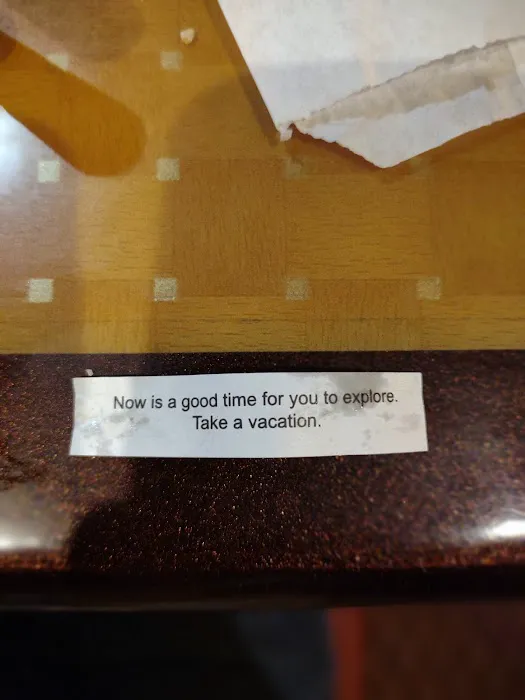 Now is a good time for you to explore.
Take a vacation.